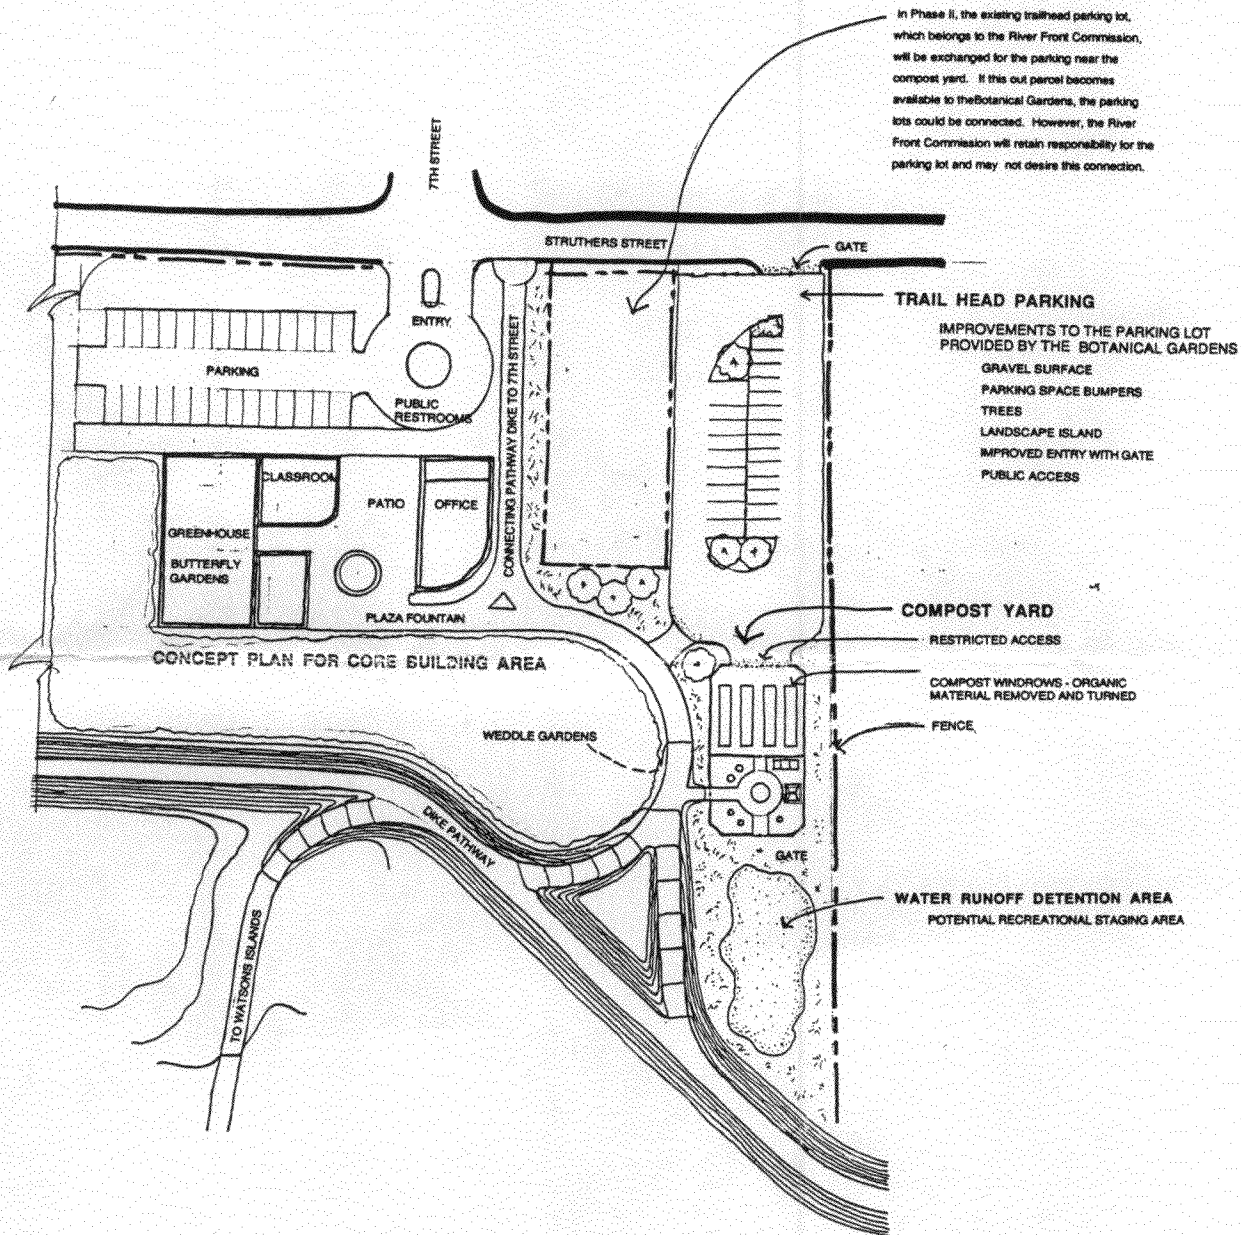 In Phase II, the existing trailhead parking lot,
which belongs to the River Front Commission,
will be exchanged for the parking near the
compost yard. If this out parcel becomes
available to theBotanical Gardens, the parking
lots could be connected. However, the River
Front Commission will retain responsibility for the
parking lot and may not desire this connection.
7TH STREET
STRUTHERS STREET
GATE
TRAIL HEAD PARKING
IMPROVEMENTS TO THE PARKING LOT
PROVIDED BY THE BOTANICAL GARDENS
GRAVEL SURFACE
PARKING SPACE BUMPERS
TREES
LANDSCAPE ISLAND
IMPROVED ENTRY WITH GATE
PUBLIC ACCESS
ENTRY
PARKING
PUBLIC
RESTROOMS
CONNECTING PATHWAY DIKE TO 7TH STREET
CLASSROOM
PATIO
OFFICE
GREENHOUSE
BUTTERFLY
GARDENS
PLAZA FOUNTAIN
COMPOST YARD
RESTRICTED ACCESS
CONCEPT PLAN FOR CORE BUILDING AREA
COMPOST WINDROWS - ORGANIC
MATERIAL REMOVED AND TURNED
FENCE
WEDDLE GARDENS
DIKE PATHWAY
GATE
WATER RUNOFF DETENTION AREA
POTENTIAL RECREATIONAL STAGING AREA
TO WATSONS ISLANDS